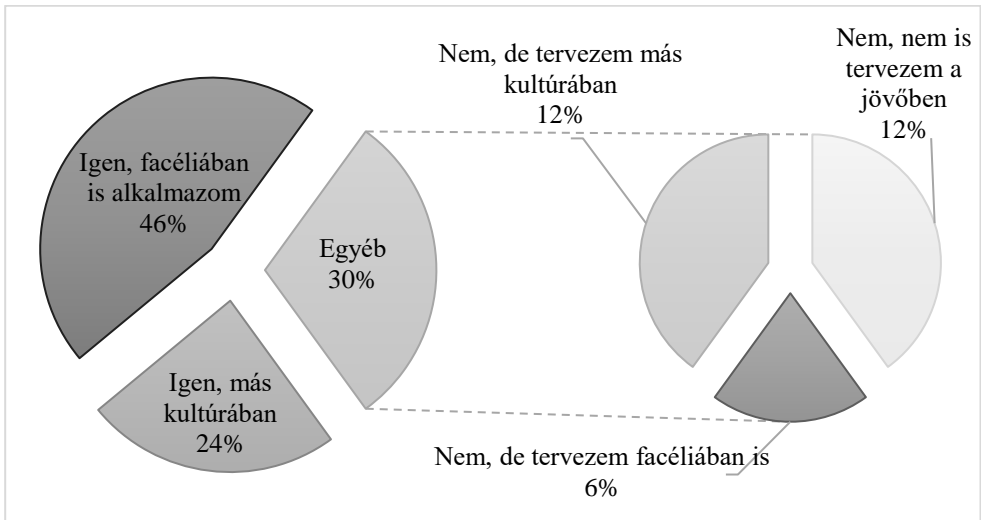 Igen, facéliában
is alkalmazom
46%
Igen, más
kultúrában
24%
Egyéb
30%
Nem, de tervezem más
kultúrában
12%
Nem, nem is
tervezem a
jövőben
12%
Nem, de tervezem facéliában is
6%